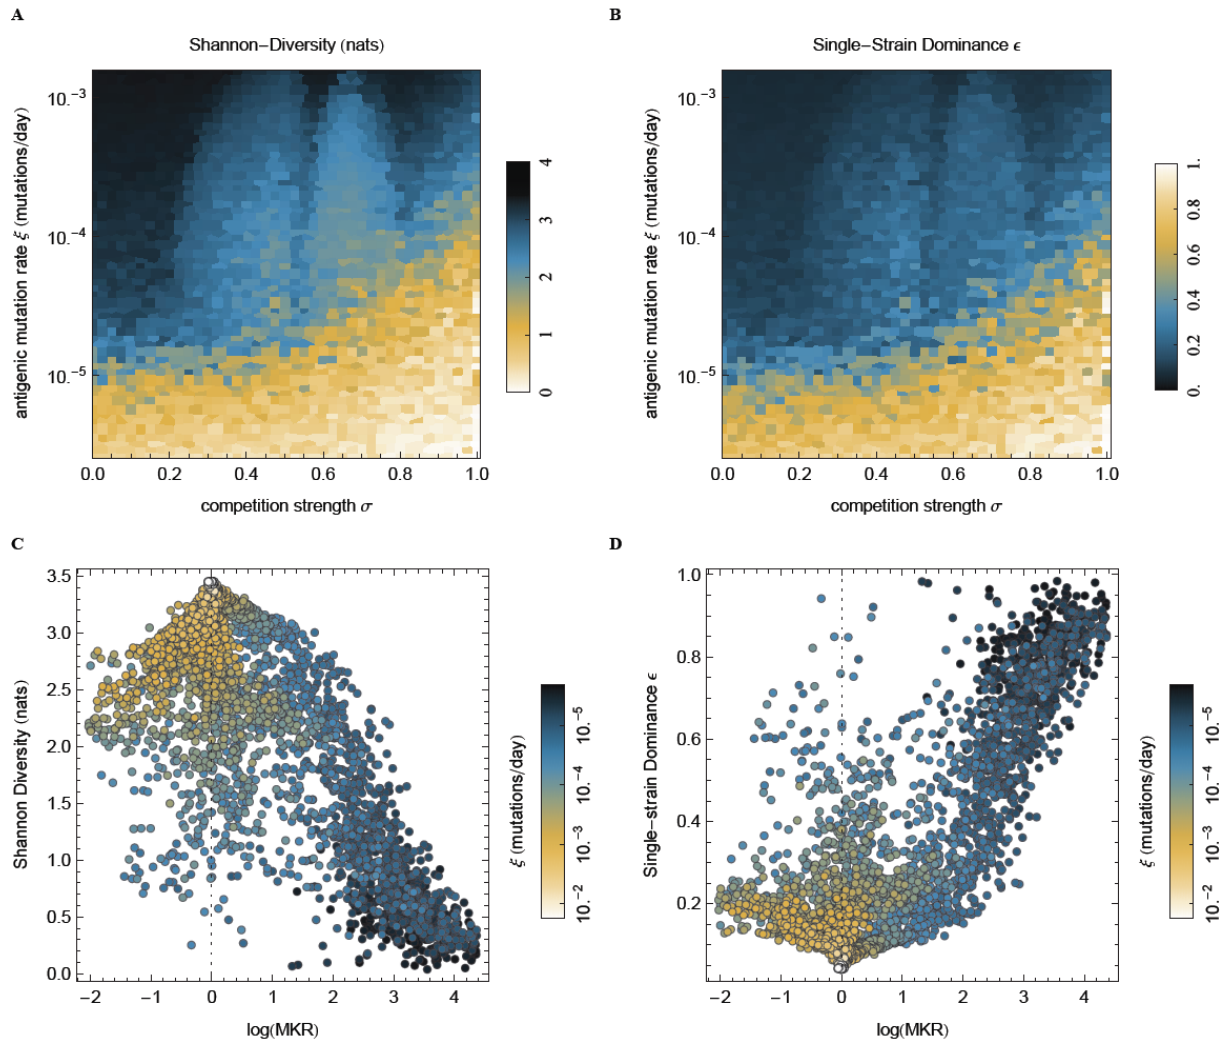 A
B
Shannon−Diversity (nats)
Single−Strain Dominance ϵ
antigenic mutation rate ξ (mutations/day)
10.⁻³
10.⁻⁴
10.⁻⁵
0.0 0.2 0.4 0.6 0.8 1.0
competition strength σ
4
3
2
1
0
antigenic mutation rate ξ (mutations/day)
10.⁻³
10.⁻⁴
10.⁻⁵
0.0 0.2 0.4 0.6 0.8 1.0
competition strength σ
1.
0.8
0.6
0.4
0.2
0.
C
D
Shannon Diversity (nats)
3.5
3.0
2.5
2.0
1.5
1.0
0.5
0.0
−2 −1 0 1 2 3 4
log(MKR)
ξ (mutations/day)
10.⁻⁵
10.⁻⁴
10.⁻³
10.⁻²
Single−strain Dominance ϵ
1.0
0.8
0.6
0.4
0.2
−2 −1 0 1 2 3 4
log(MKR)
ξ (mutations/day)
10.⁻⁵
10.⁻⁴
10.⁻³
10.⁻²